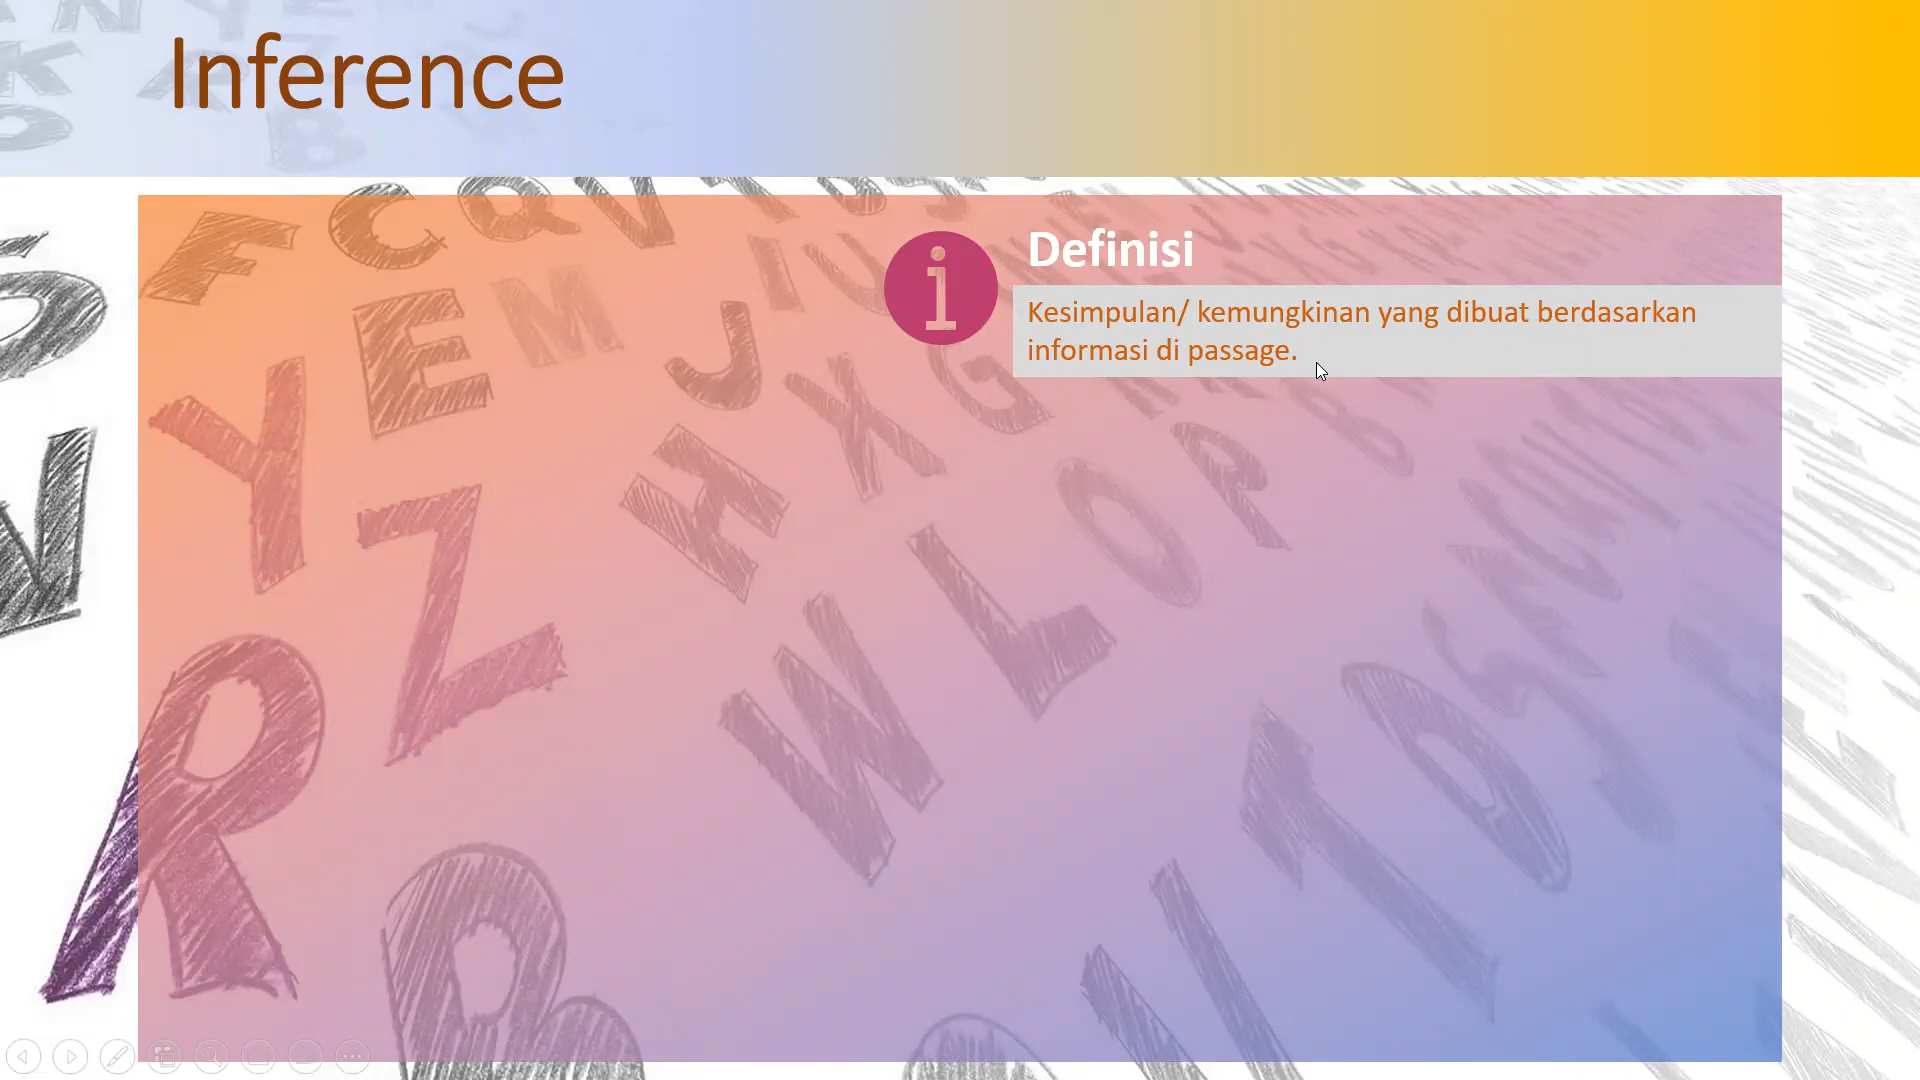 Inference
Definisi
Kesimpulan/ kemungkinan yang dibuat berdasarkan
informasi di passage.